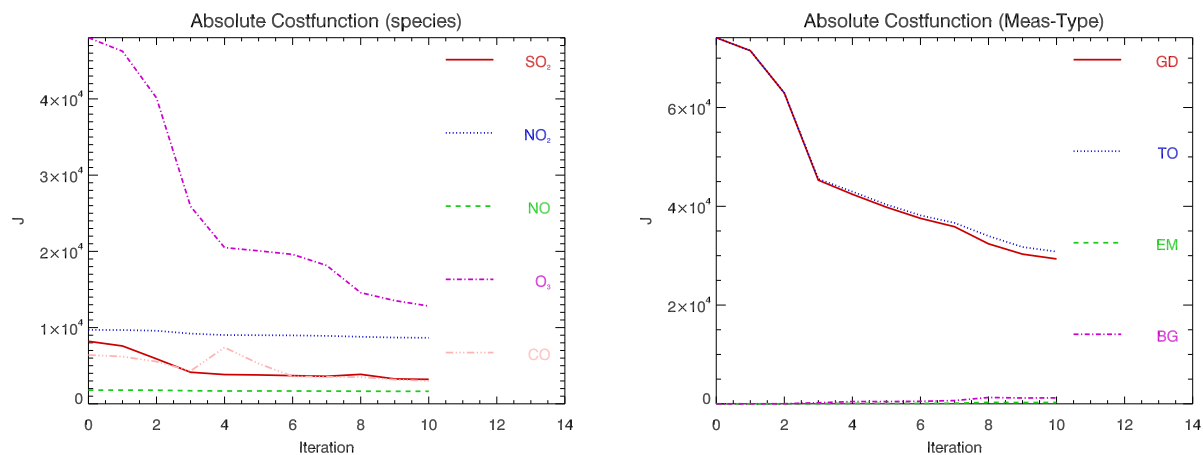 Absolute Costfunction (species)
SO₂
4×10⁴
NO₂
3×10⁴
J
NO
2×10⁴
O₃
1×10⁴
CO
0
0 2 4 6 8 10 12 14
Iteration
Absolute Costfunction (Meas-Type)
GD
6×10⁴
TO
4×10⁴
J
EM
2×10⁴
BG
0
0 2 4 6 8 10 12 14
Iteration